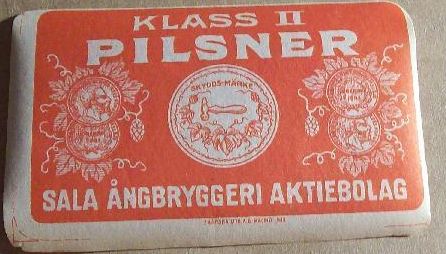 KLASS II
PILSNER
SKYDDS-MÄRKE
SALA ÅNGBRYGGERI AKTIEBOLAG